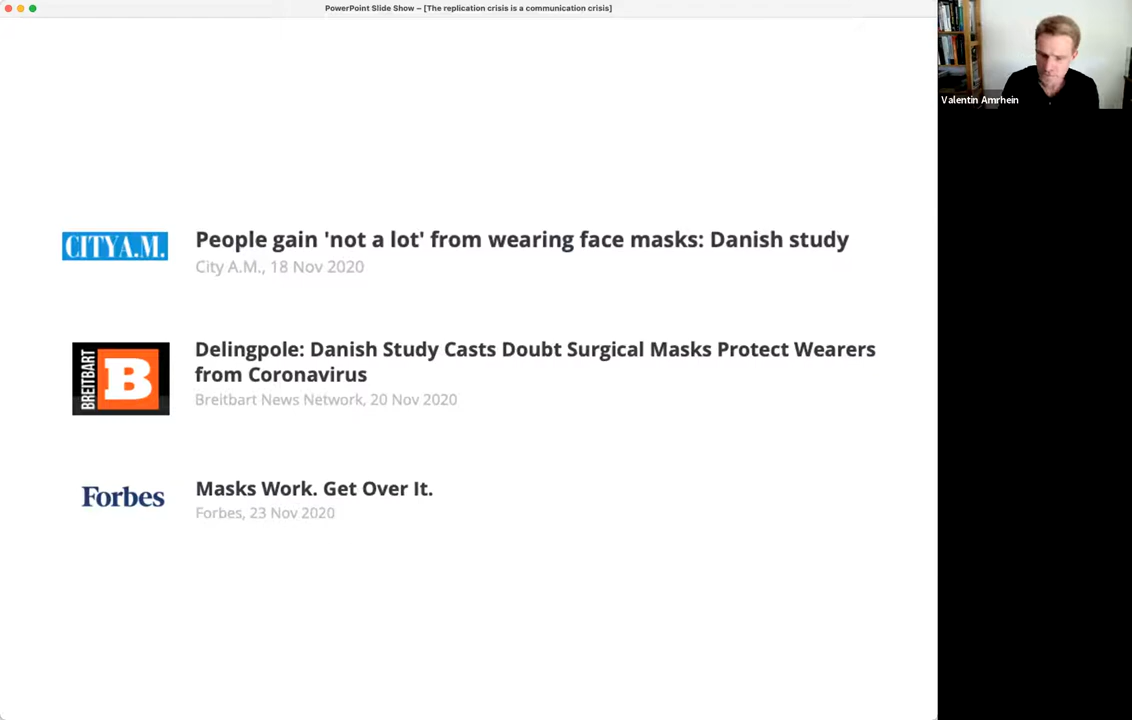 PowerPoint Slide Show – [The replication crisis is a communication crisis]
Valentin Amrhein
CITYA.M.
People gain 'not a lot' from wearing face masks: Danish study
City A.M., 18 Nov 2020
BREITBART
B
Delingpole: Danish Study Casts Doubt Surgical Masks Protect Wearers
from Coronavirus
Breitbart News Network, 20 Nov 2020
Forbes
Masks Work. Get Over It.
Forbes, 23 Nov 2020